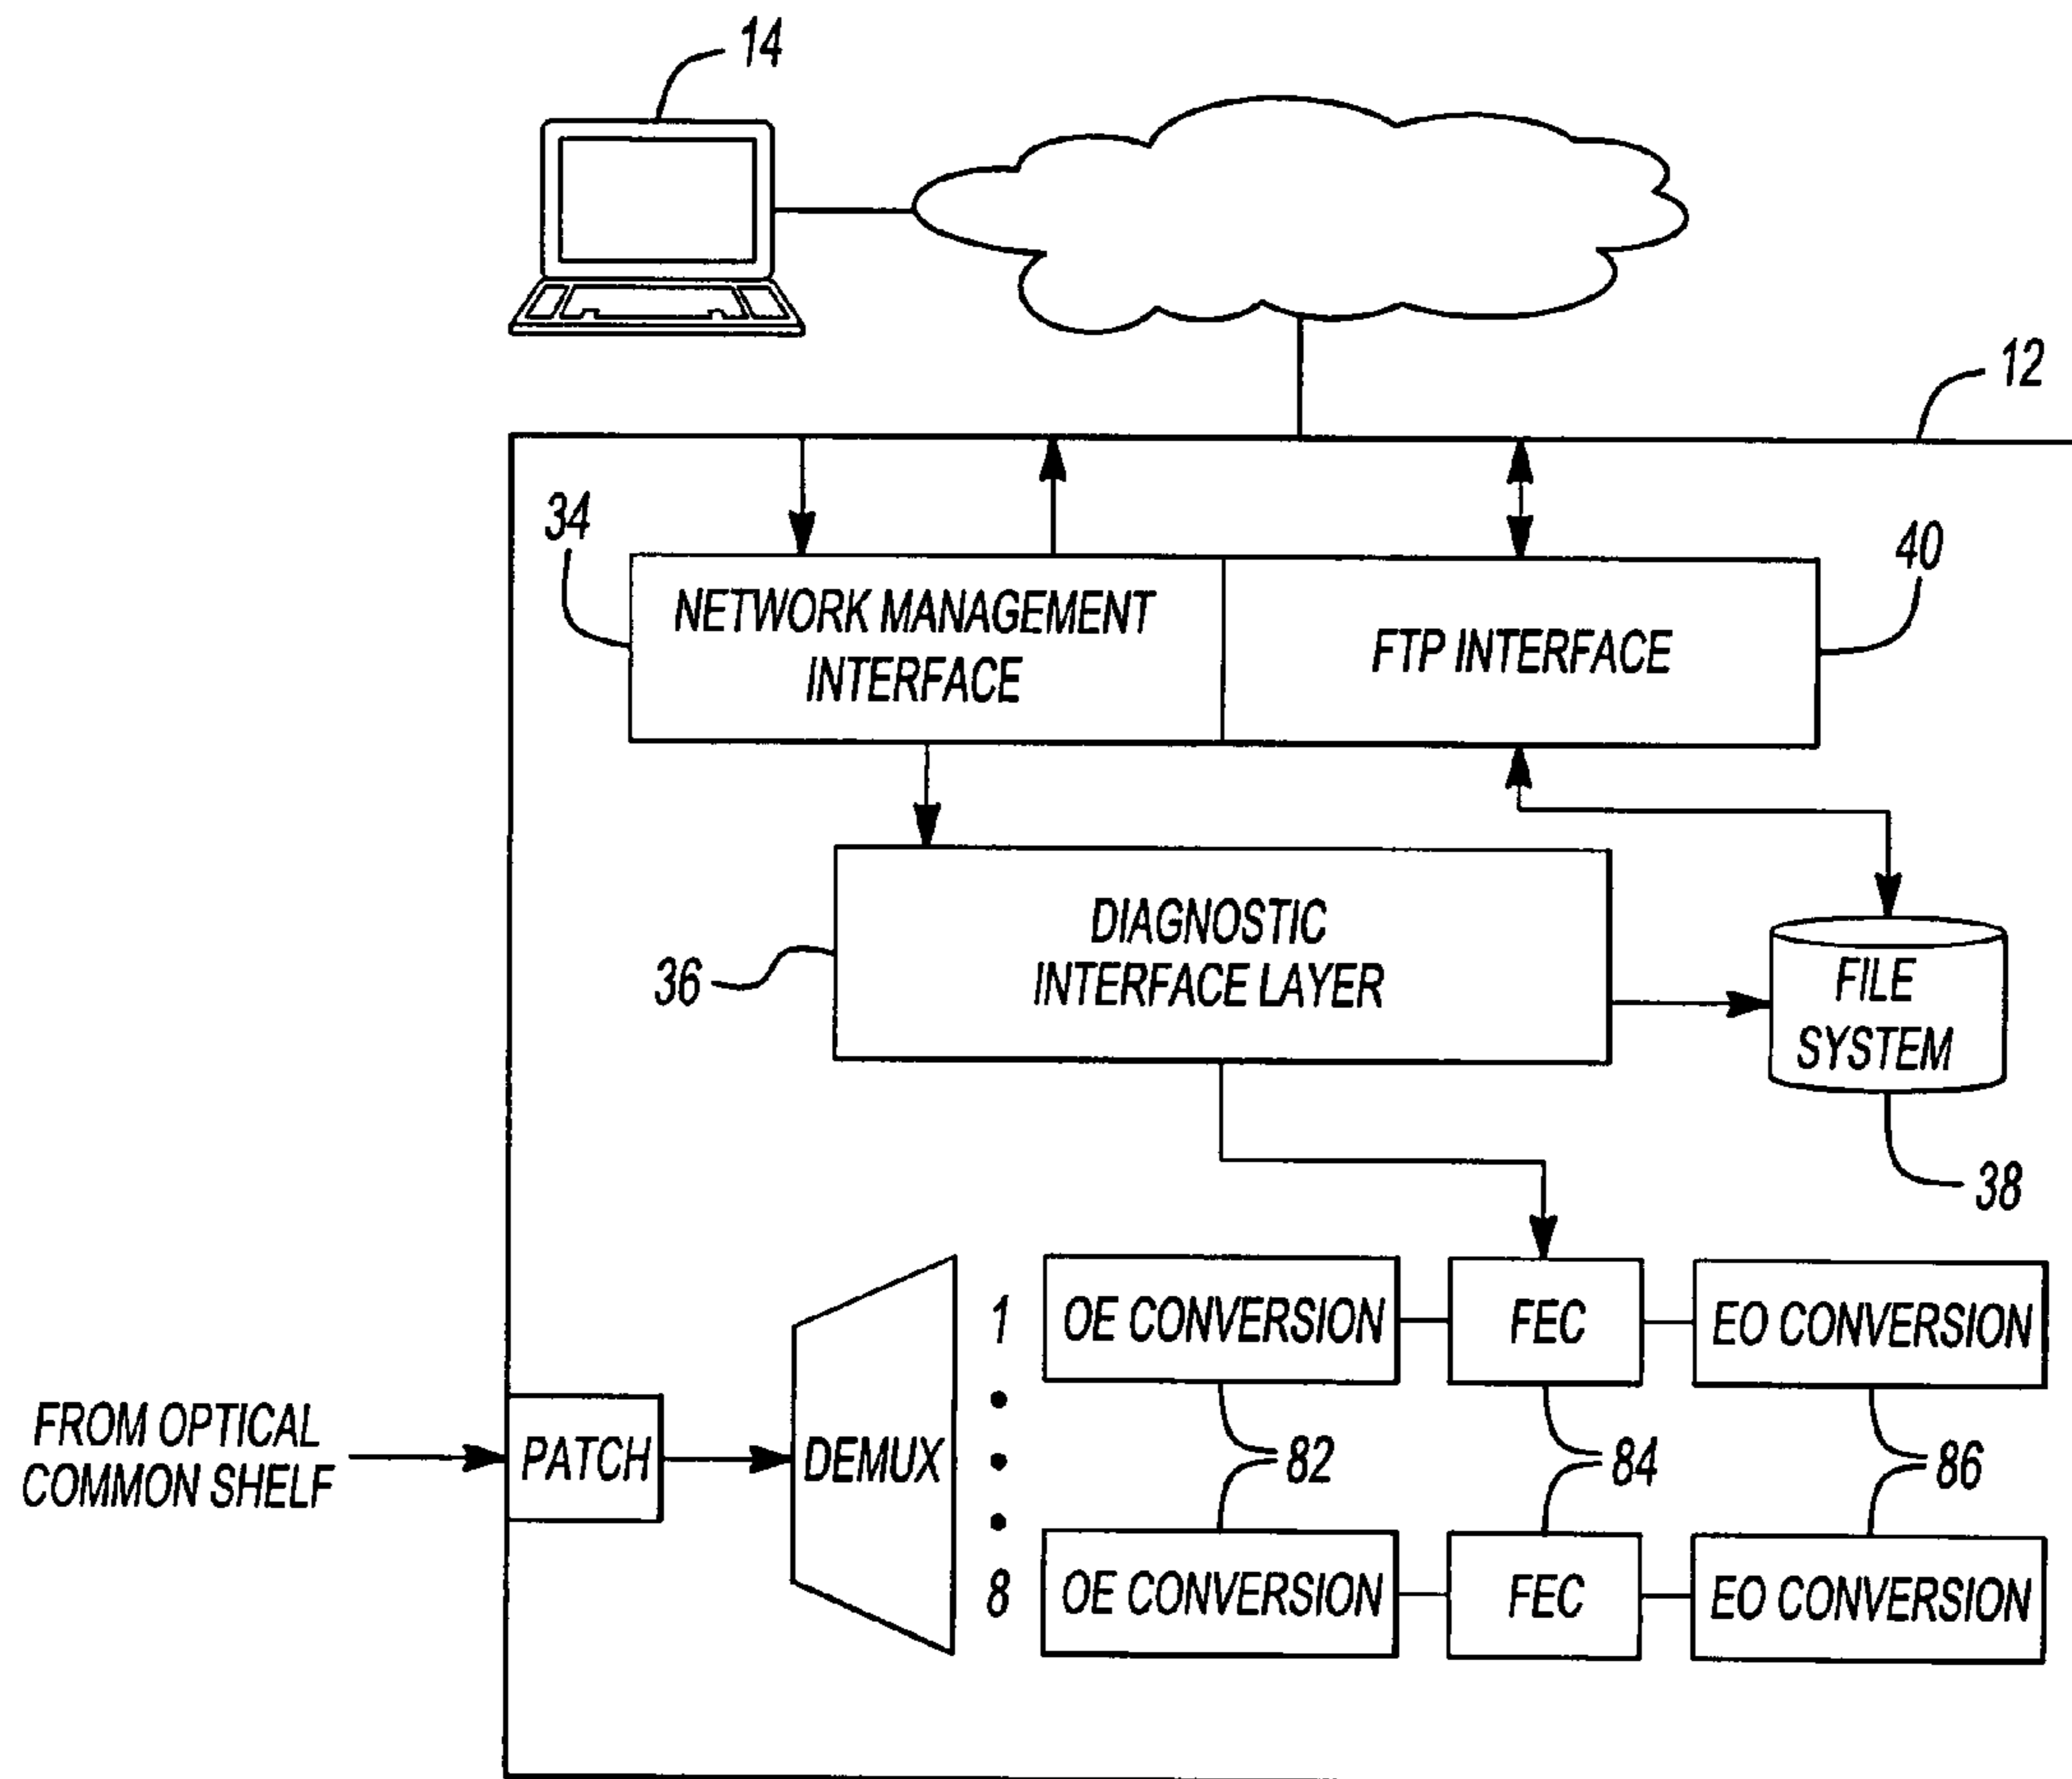 14
12
34
40
NETWORK MANAGEMENT
INTERFACE
FTP INTERFACE
DIAGNOSTIC
INTERFACE LAYER
36
FILE
SYSTEM
38
1
OE CONVERSION
FEC
EO CONVERSION
FROM OPTICAL
COMMON SHELF
PATCH
DEMUX
82
84
86
8
OE CONVERSION
FEC
EO CONVERSION